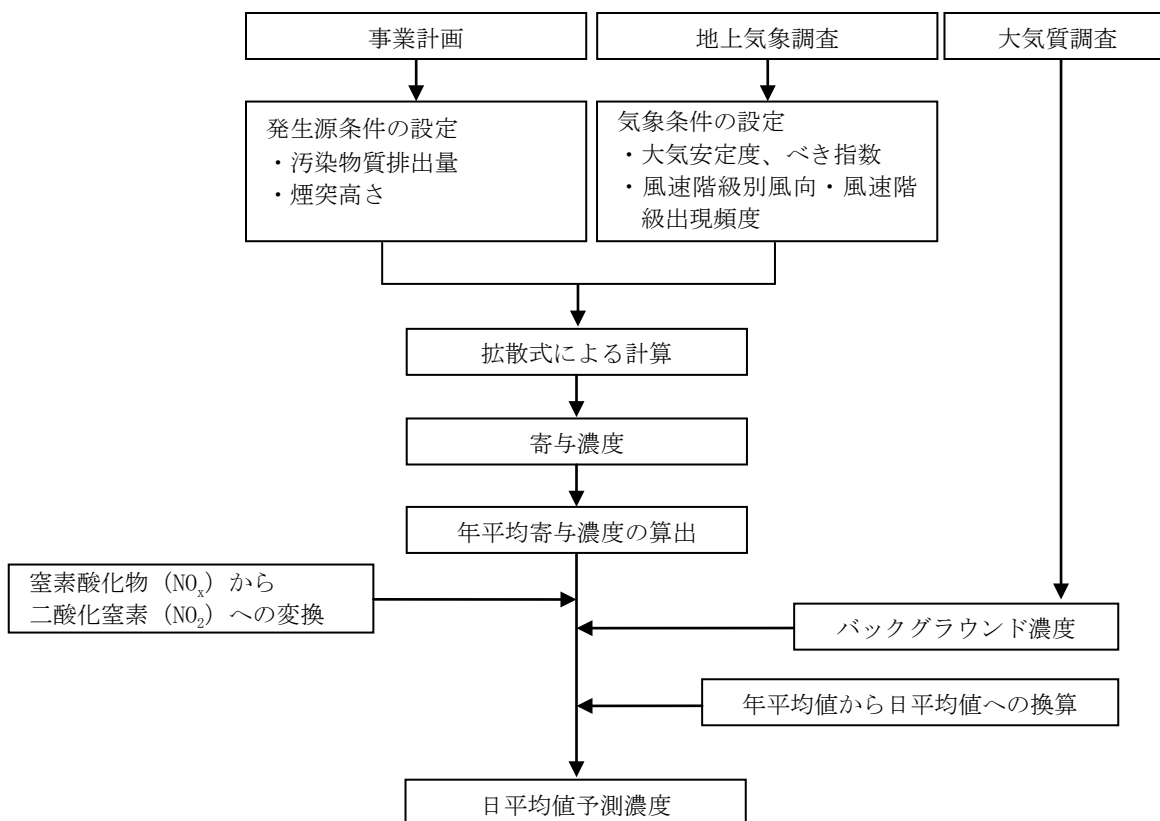 事業計画
地上気象調査
大気質調査
発生源条件の設定
・汚染物質排出量
・煙突高さ
気象条件の設定
・大気安定度、べき指数
・風速階級別風向・風速階
級出現頻度
拡散式による計算
寄与濃度
年平均寄与濃度の算出
窒素酸化物（NOx）から
二酸化窒素（NO2）への変換
バックグラウンド濃度
年平均値から日平均値への換算
日平均値予測濃度